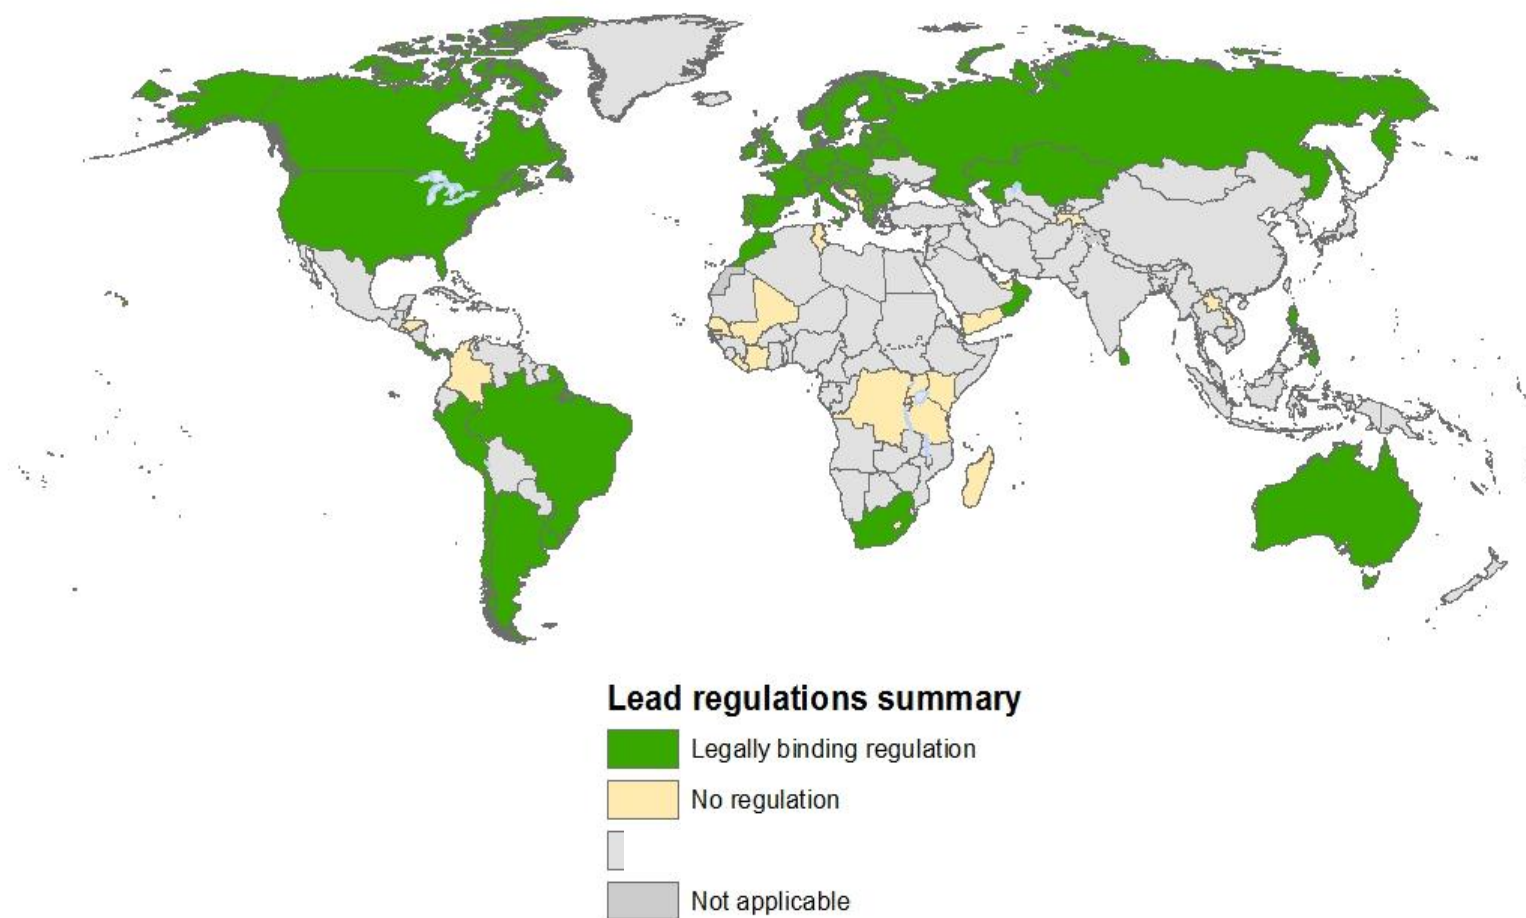 Lead regulations summary
Legally binding regulation
No regulation
Not applicable